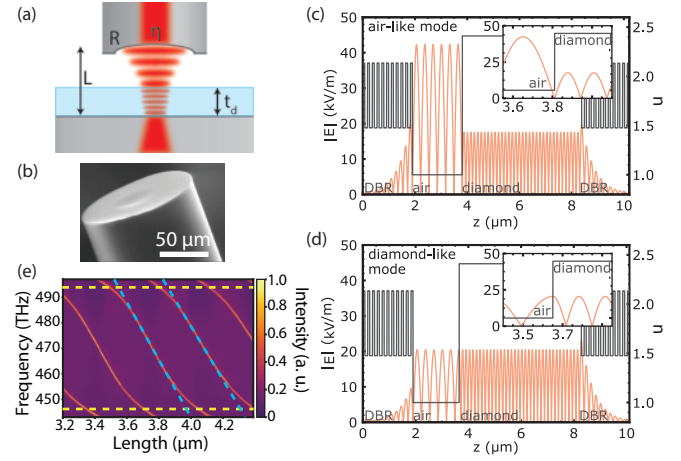 (a)
R
η
L
t_d
(b)
50 μm
(e)
Frequency (THz)
490
480
470
460
450
3.2 3.4 3.6 3.8 4.0 4.2
Length (μm)
1.0
0.8
0.6
0.4
0.2
0.0
Intensity (a. u.)
(c)
air-like mode
|E| (kV/m)
50
40
30
20
10
0
DBR air diamond DBR
0 2 4 6 8 10
z (μm)
2.5
2.0
1.5
1.0
n
50
25
0
diamond
air
3.6 3.8
(d)
diamond-like
mode
|E| (kV/m)
50
40
30
20
10
0
DBR air diamond DBR
0 2 4 6 8 10
z (μm)
2.5
2.0
1.5
1.0
n
50
25
0
diamond
air
3.5 3.7